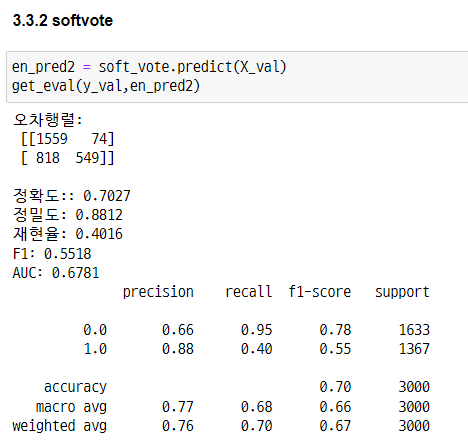 3.3.2 softvote
en_pred2 = soft_vote.predict(X_val)
get_eval(y_val,en_pred2)
오차행렬:
[[1559 74]
[ 818 549]]
정확도:: 0.7027
정밀도: 0.8812
재현율: 0.4016
F1: 0.5518
AUC: 0.6781
precision recall f1-score support
0.0 0.66 0.95 0.78 1633
1.0 0.88 0.40 0.55 1367
accuracy 0.70 3000
macro avg 0.77 0.68 0.66 3000
weighted avg 0.76 0.70 0.67 3000